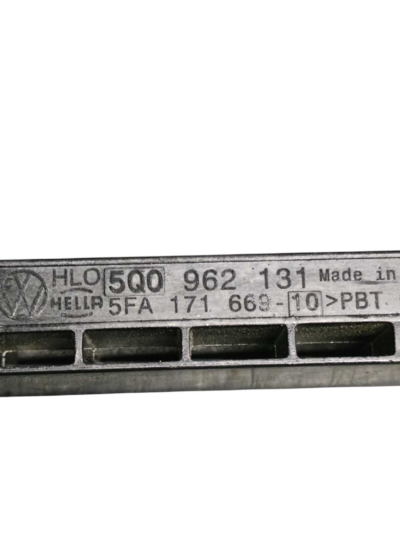 HLO 5Q0 962 131 Made in
HELLA 5FA 171 669-10 >PBT